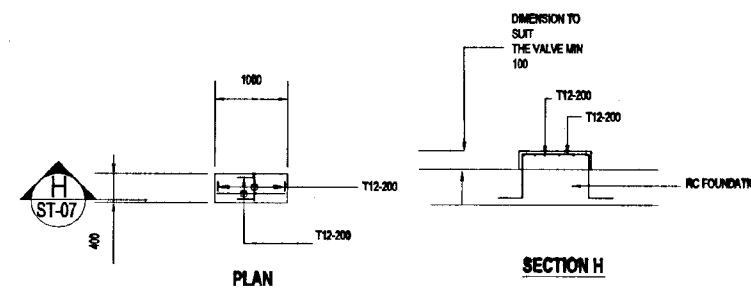 DIMENSION TO
SUIT
THE VALVE MIN
100
1000
T12-200
T12-200
H
ST-07
400
T12-200
T12-200
RC FOUNDATI
PLAN
SECTION H